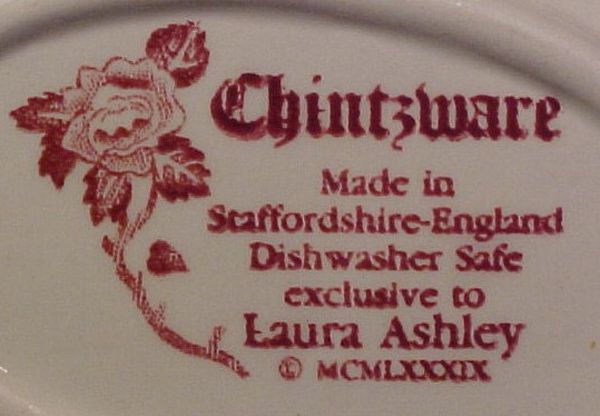 Chintzware
Made in
Staffordshire-England
Dishwasher Safe
exclusive to
Laura Ashley
© MCMLXXXIX